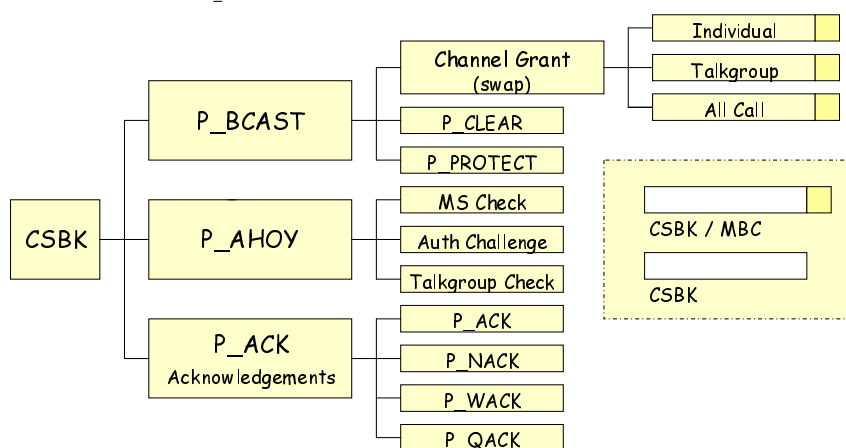 CSBK
P_BCAST
Channel Grant
(swap)
Individual
Talkgroup
All Call
P_CLEAR
P_PROTECT
P_AHOY
MS Check
Auth Challenge
Talkgroup Check
P_ACK
Acknowledgements
P_ACK
P_NACK
P_WACK
P_QACK
CSBK / MBC
CSBK